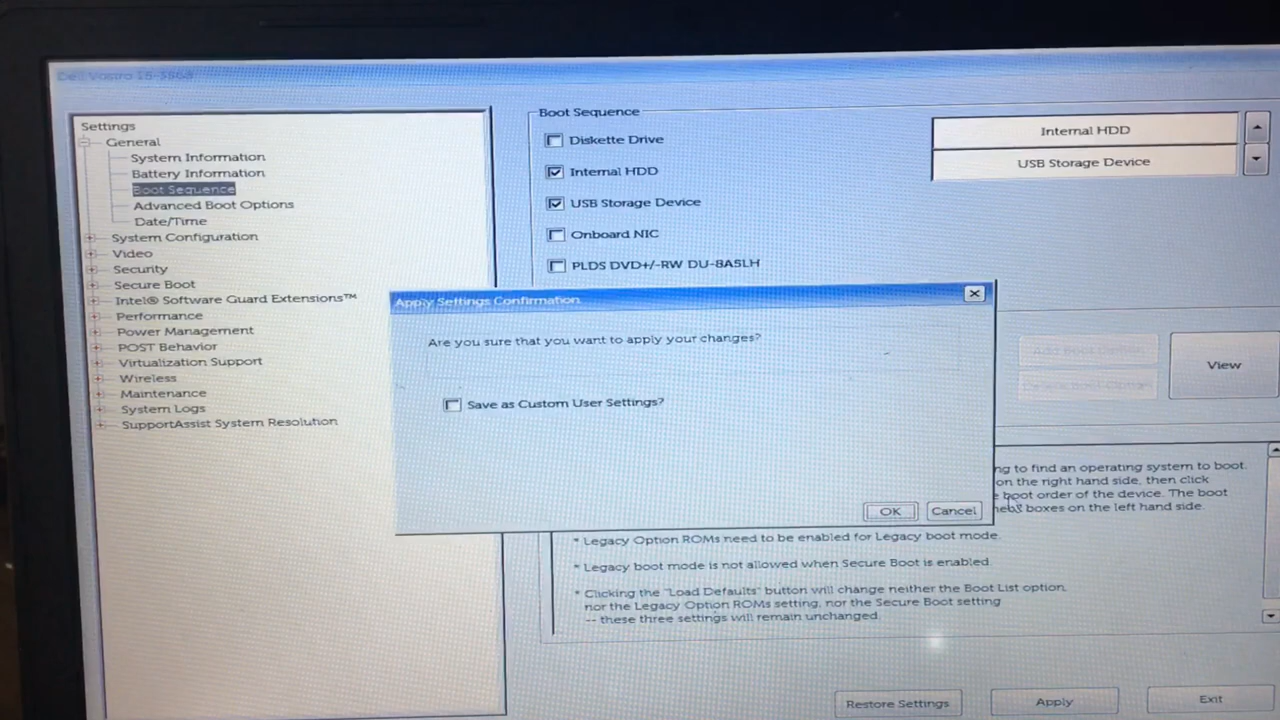 Dell Vostro 15-3568
Settings
General
System Information
Battery Information
Boot Sequence
Advanced Boot Options
Date/Time
System Configuration
Video
Security
Secure Boot
Intel® Software Guard Extensions™
Performance
Power Management
POST Behavior
Virtualization Support
Wireless
Maintenance
System Logs
SupportAssist System Resolution
Boot Sequence
Diskette Drive
Internal HDD
USB Storage Device
Onboard NIC
PLDS DVD+/-RW DU-8A5LH
Internal HDD
USB Storage Device
Apply Settings Confirmation
Are you sure that you want to apply your changes?
Save as Custom User Settings?
OK
Cancel
Add Boot Option
View
ng to find an operating system to boot.
on the right hand side, then click
e boot order of the device. The boot
boxes on the left hand side.
* Legacy Option ROMs need to be enabled for Legacy boot mode.
* Legacy boot mode is not allowed when Secure Boot is enabled.
* Clicking the "Load Defaults" button will change neither the Boot List option,
nor the Legacy Option ROMs setting, nor the Secure Boot setting
-- these three settings will remain unchanged.
Restore Settings
Apply
Exit